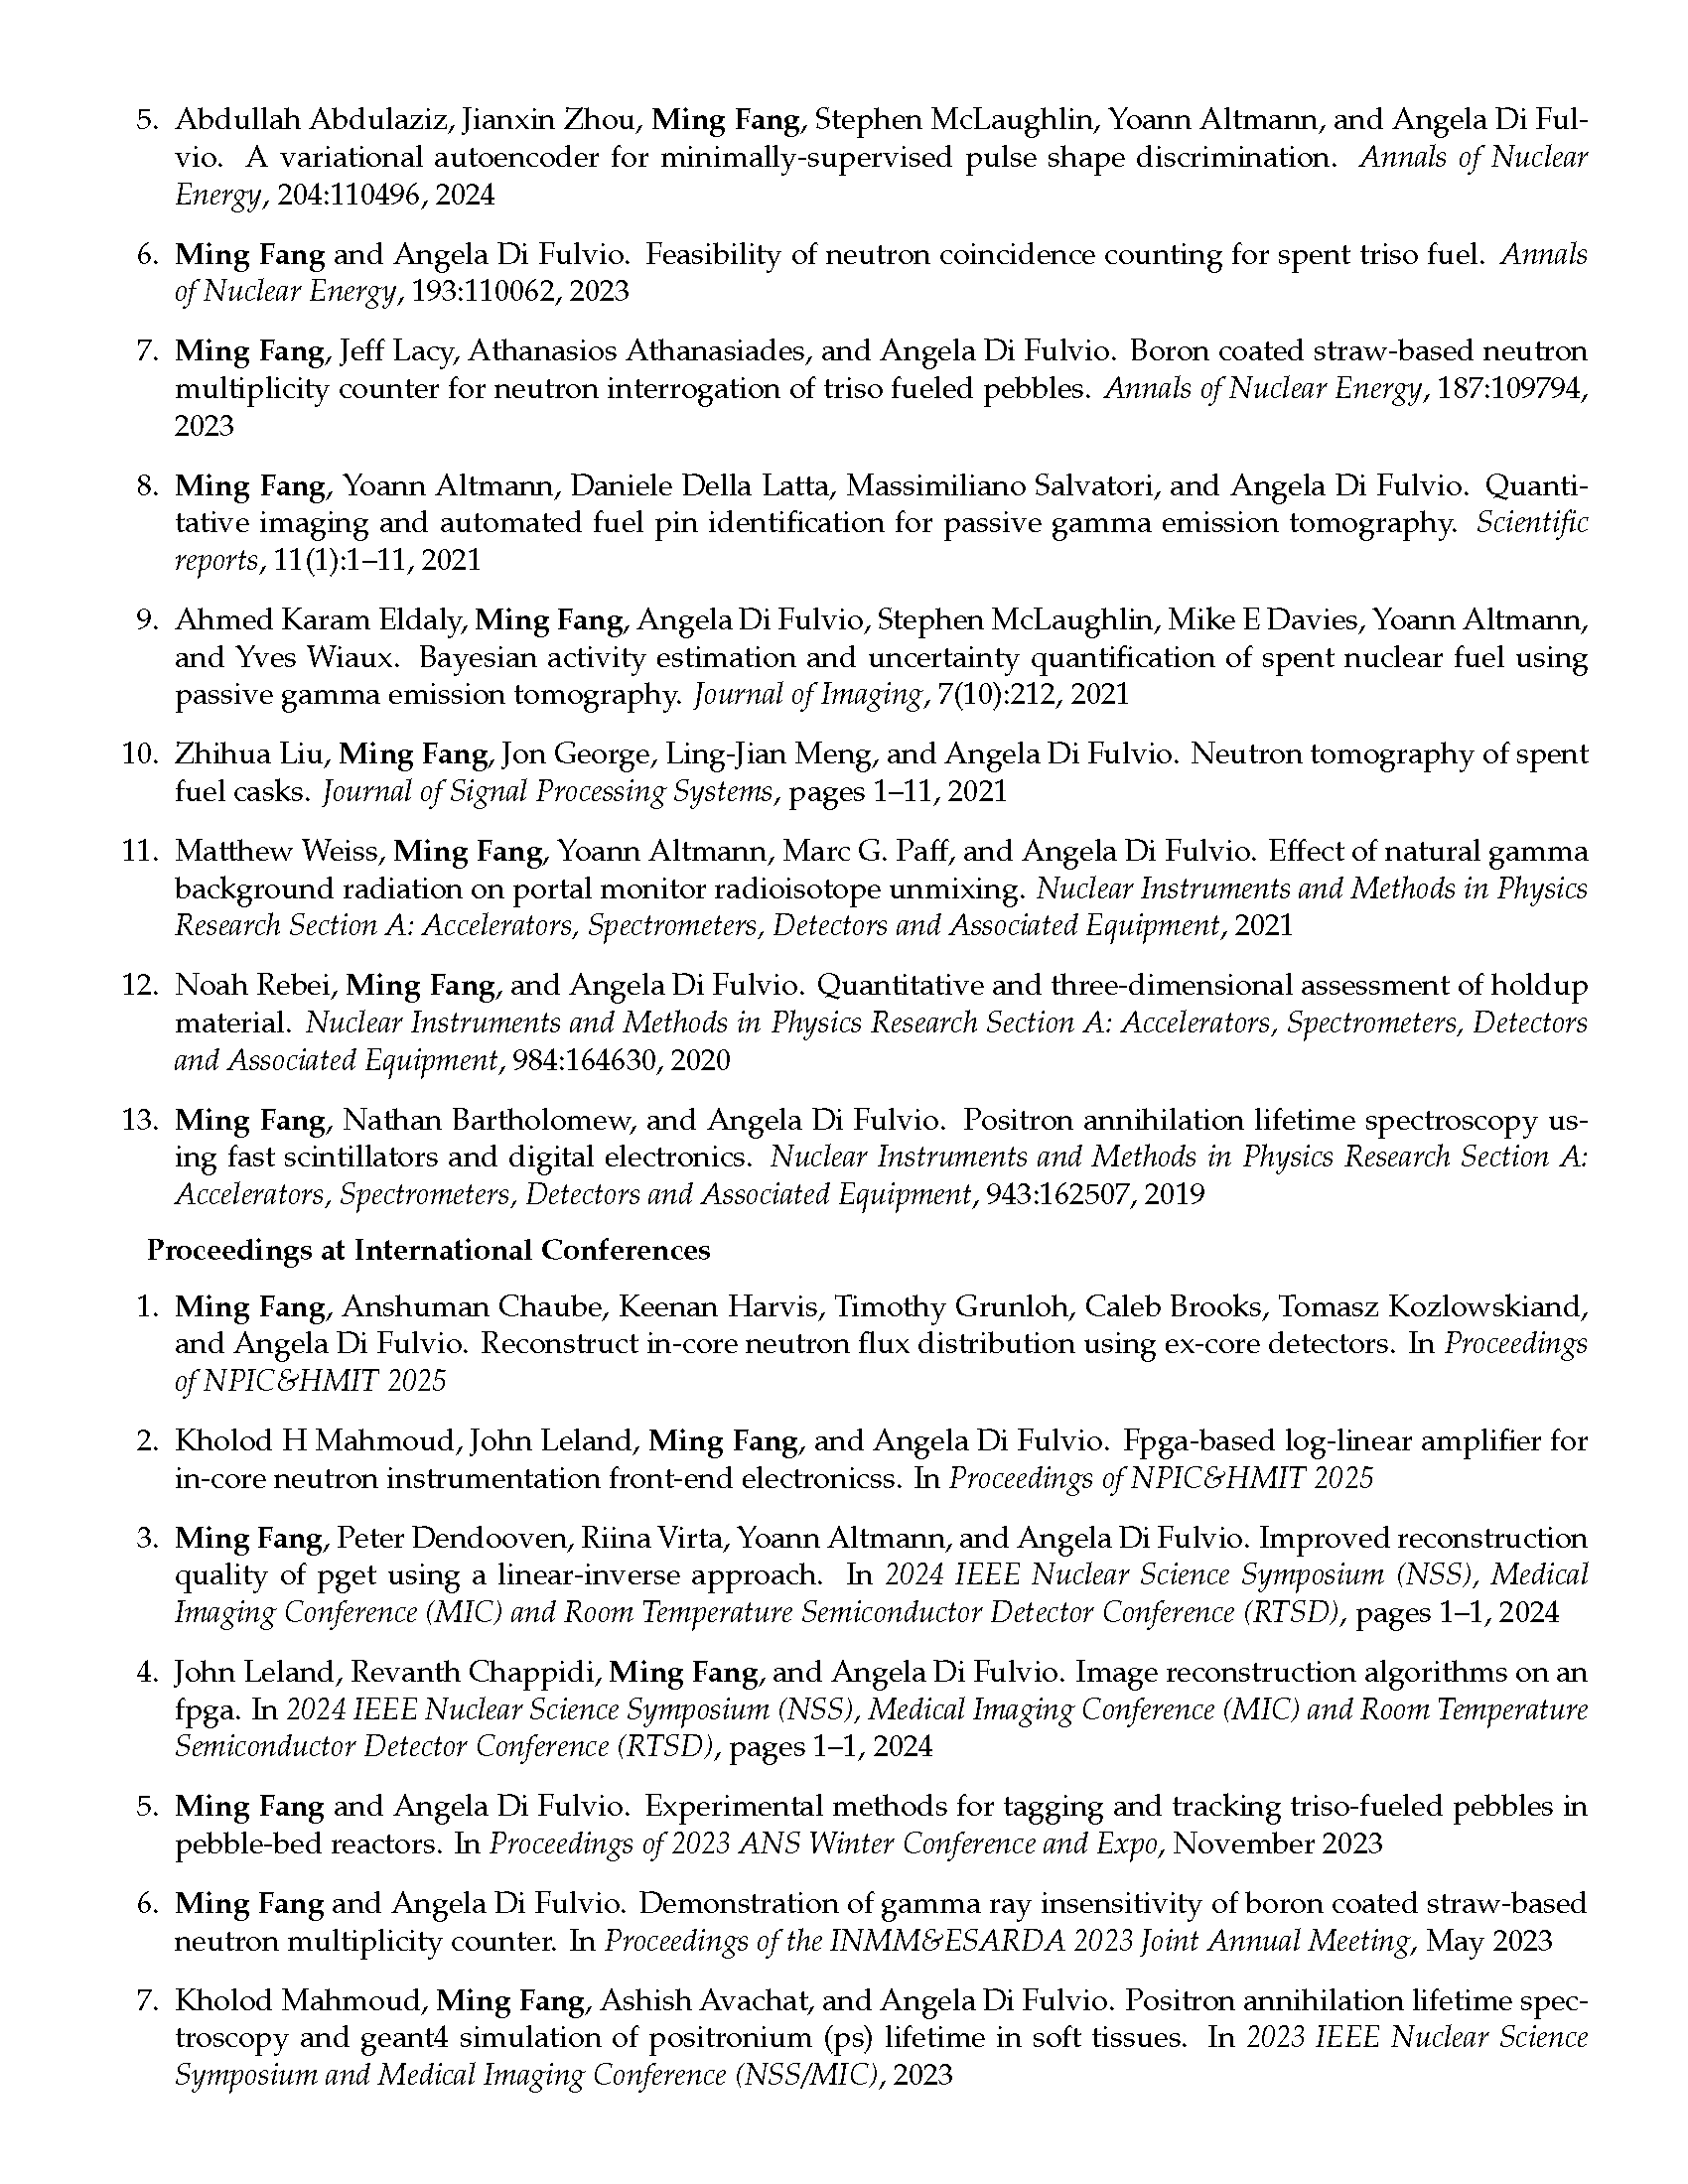 5. Abdullah Abdulaziz, Jianxin Zhou, Ming Fang, Stephen McLaughlin, Yoann Altmann, and Angela Di Ful-
vio. A variational autoencoder for minimally-supervised pulse shape discrimination. Annals of Nuclear
Energy, 204:110496, 2024
6. Ming Fang and Angela Di Fulvio. Feasibility of neutron coincidence counting for spent triso fuel. Annals
of Nuclear Energy, 193:110062, 2023
7. Ming Fang, Jeff Lacy, Athanasios Athanasiades, and Angela Di Fulvio. Boron coated straw-based neutron
multiplicity counter for neutron interrogation of triso fueled pebbles. Annals of Nuclear Energy, 187:109794,
2023
8. Ming Fang, Yoann Altmann, Daniele Della Latta, Massimiliano Salvatori, and Angela Di Fulvio. Quanti-
tative imaging and automated fuel pin identification for passive gamma emission tomography. Scientific
reports, 11(1):1–11, 2021
9. Ahmed Karam Eldaly, Ming Fang, Angela Di Fulvio, Stephen McLaughlin, Mike E Davies, Yoann Altmann,
and Yves Wiaux. Bayesian activity estimation and uncertainty quantification of spent nuclear fuel using
passive gamma emission tomography. Journal of Imaging, 7(10):212, 2021
10. Zhihua Liu, Ming Fang, Jon George, Ling-Jian Meng, and Angela Di Fulvio. Neutron tomography of spent
fuel casks. Journal of Signal Processing Systems, pages 1–11, 2021
11. Matthew Weiss, Ming Fang, Yoann Altmann, Marc G. Paff, and Angela Di Fulvio. Effect of natural gamma
background radiation on portal monitor radioisotope unmixing. Nuclear Instruments and Methods in Physics
Research Section A: Accelerators, Spectrometers, Detectors and Associated Equipment, 2021
12. Noah Rebei, Ming Fang, and Angela Di Fulvio. Quantitative and three-dimensional assessment of holdup
material. Nuclear Instruments and Methods in Physics Research Section A: Accelerators, Spectrometers, Detectors
and Associated Equipment, 984:164630, 2020
13. Ming Fang, Nathan Bartholomew, and Angela Di Fulvio. Positron annihilation lifetime spectroscopy us-
ing fast scintillators and digital electronics. Nuclear Instruments and Methods in Physics Research Section A:
Accelerators, Spectrometers, Detectors and Associated Equipment, 943:162507, 2019
Proceedings at International Conferences
1. Ming Fang, Anshuman Chaube, Keenan Harvis, Timothy Grunloh, Caleb Brooks, Tomasz Kozlowskiand,
and Angela Di Fulvio. Reconstruct in-core neutron flux distribution using ex-core detectors. In Proceedings
of NPIC&HMIT 2025
2. Kholod H Mahmoud, John Leland, Ming Fang, and Angela Di Fulvio. Fpga-based log-linear amplifier for
in-core neutron instrumentation front-end electronicss. In Proceedings of NPIC&HMIT 2025
3. Ming Fang, Peter Dendooven, Riina Virta, Yoann Altmann, and Angela Di Fulvio. Improved reconstruction
quality of pget using a linear-inverse approach. In 2024 IEEE Nuclear Science Symposium (NSS), Medical
Imaging Conference (MIC) and Room Temperature Semiconductor Detector Conference (RTSD), pages 1–1, 2024
4. John Leland, Revanth Chappidi, Ming Fang, and Angela Di Fulvio. Image reconstruction algorithms on an
fpga. In 2024 IEEE Nuclear Science Symposium (NSS), Medical Imaging Conference (MIC) and Room Temperature
Semiconductor Detector Conference (RTSD), pages 1–1, 2024
5. Ming Fang and Angela Di Fulvio. Experimental methods for tagging and tracking triso-fueled pebbles in
pebble-bed reactors. In Proceedings of 2023 ANS Winter Conference and Expo, November 2023
6. Ming Fang and Angela Di Fulvio. Demonstration of gamma ray insensitivity of boron coated straw-based
neutron multiplicity counter. In Proceedings of the INMM&ESARDA 2023 Joint Annual Meeting, May 2023
7. Kholod Mahmoud, Ming Fang, Ashish Avachat, and Angela Di Fulvio. Positron annihilation lifetime spec-
troscopy and geant4 simulation of positronium (ps) lifetime in soft tissues. In 2023 IEEE Nuclear Science
Symposium and Medical Imaging Conference (NSS/MIC), 2023